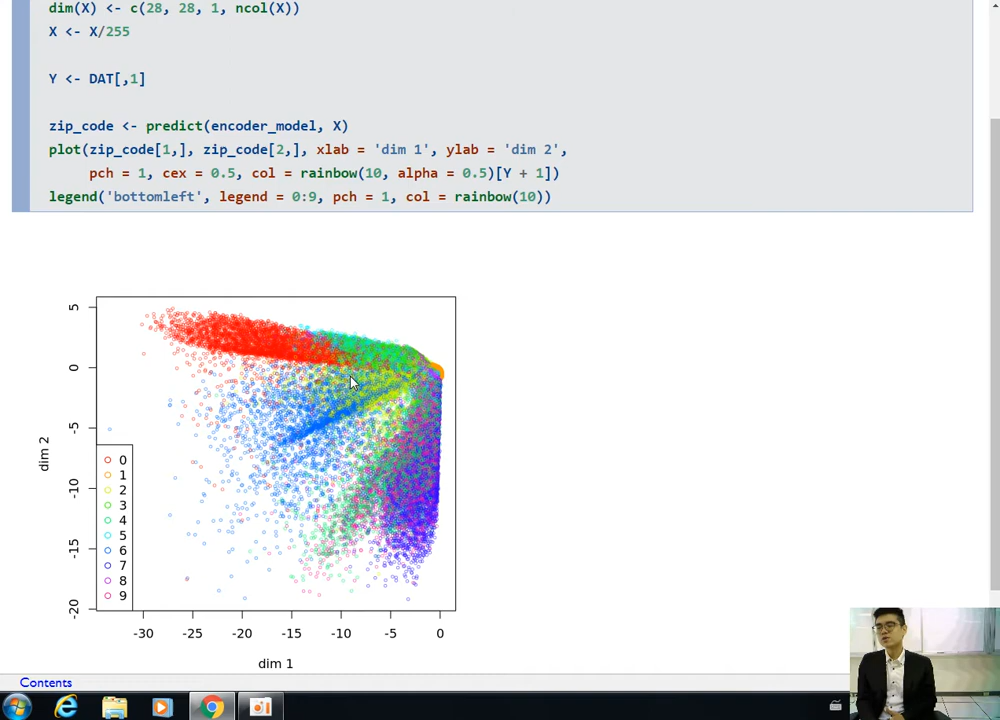 dim(X) <- c(28, 28, 1, ncol(X))
X <- X/255
Y <- DAT[,1]
zip_code <- predict(encoder_model, X)
plot(zip_code[1,], zip_code[2,], xlab = 'dim 1', ylab = 'dim 2',
pch = 1, cex = 0.5, col = rainbow(10, alpha = 0.5)[Y + 1])
legend('bottomleft', legend = 0:9, pch = 1, col = rainbow(10))
5
0
-5
-10
-15
-20
dim 2
0
1
2
3
4
5
6
7
8
9
-30 -25 -20 -15 -10 -5 0
dim 1
Contents